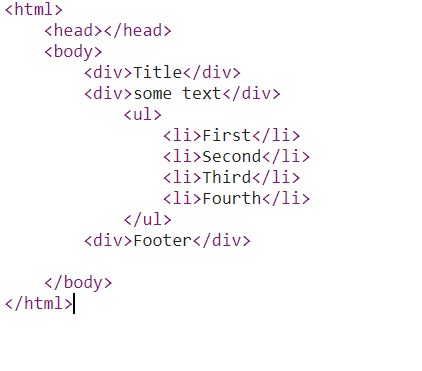 <html>
    <head></head>
    <body>
        <div>Title</div>
        <div>some text</div>
            <ul>
                <li>First</li>
                <li>Second</li>
                <li>Third</li>
                <li>Fourth</li>
            </ul>
        <div>Footer</div>

    </body>
</html>